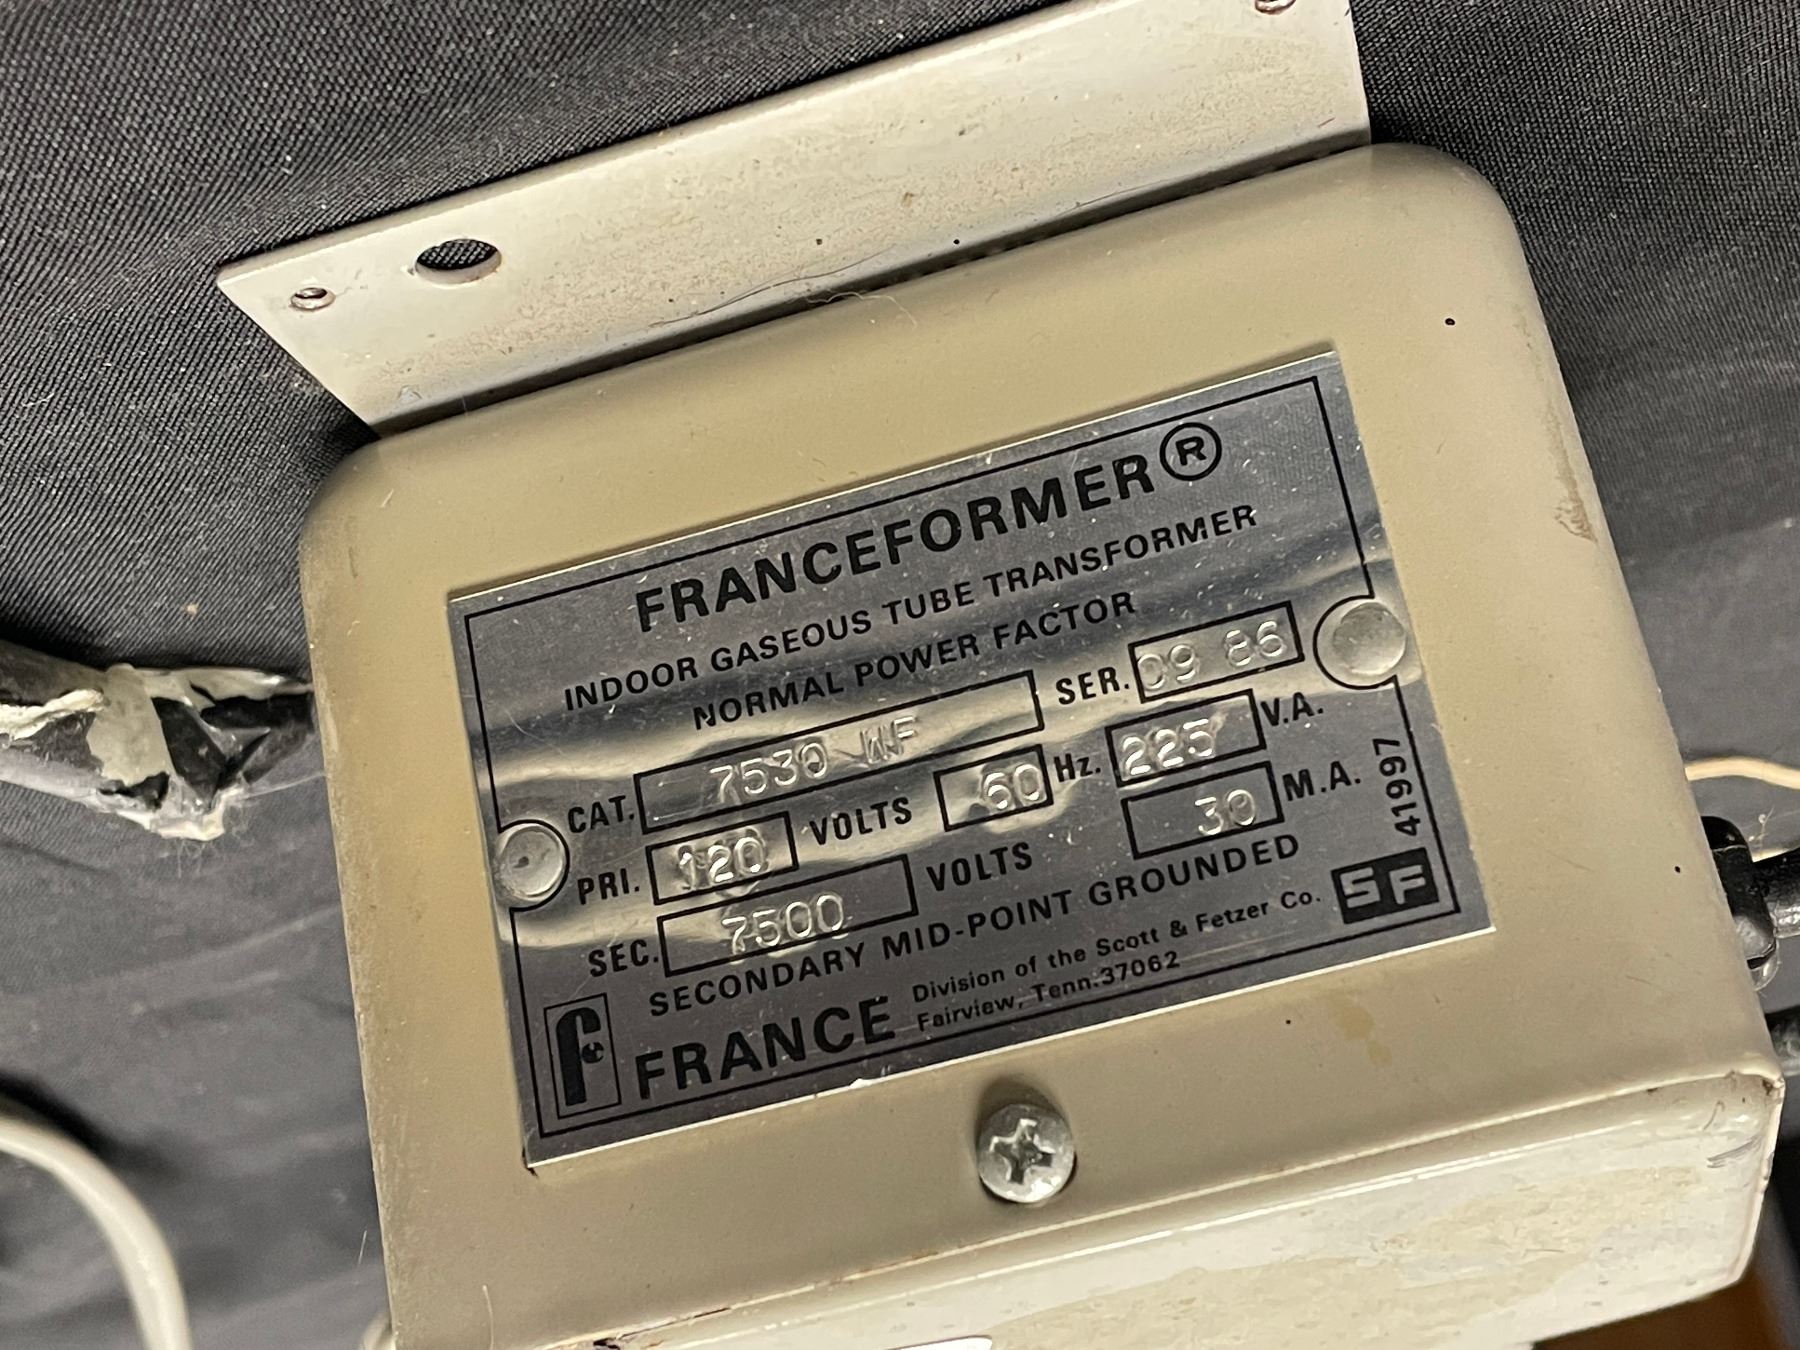 FRANCEFORMER®
INDOOR GASEOUS TUBE TRANSFORMER
NORMAL POWER FACTOR
CAT. 7530 WF SER. 09 86
PRI. 120 VOLTS 60 Hz. 225 V.A.
SEC. 7500 VOLTS 30 M.A.
SECONDARY MID-POINT GROUNDED
FRANCE Division of the Scott & Fetzer Co.
Fairview, Tenn. 37062
SF
41997